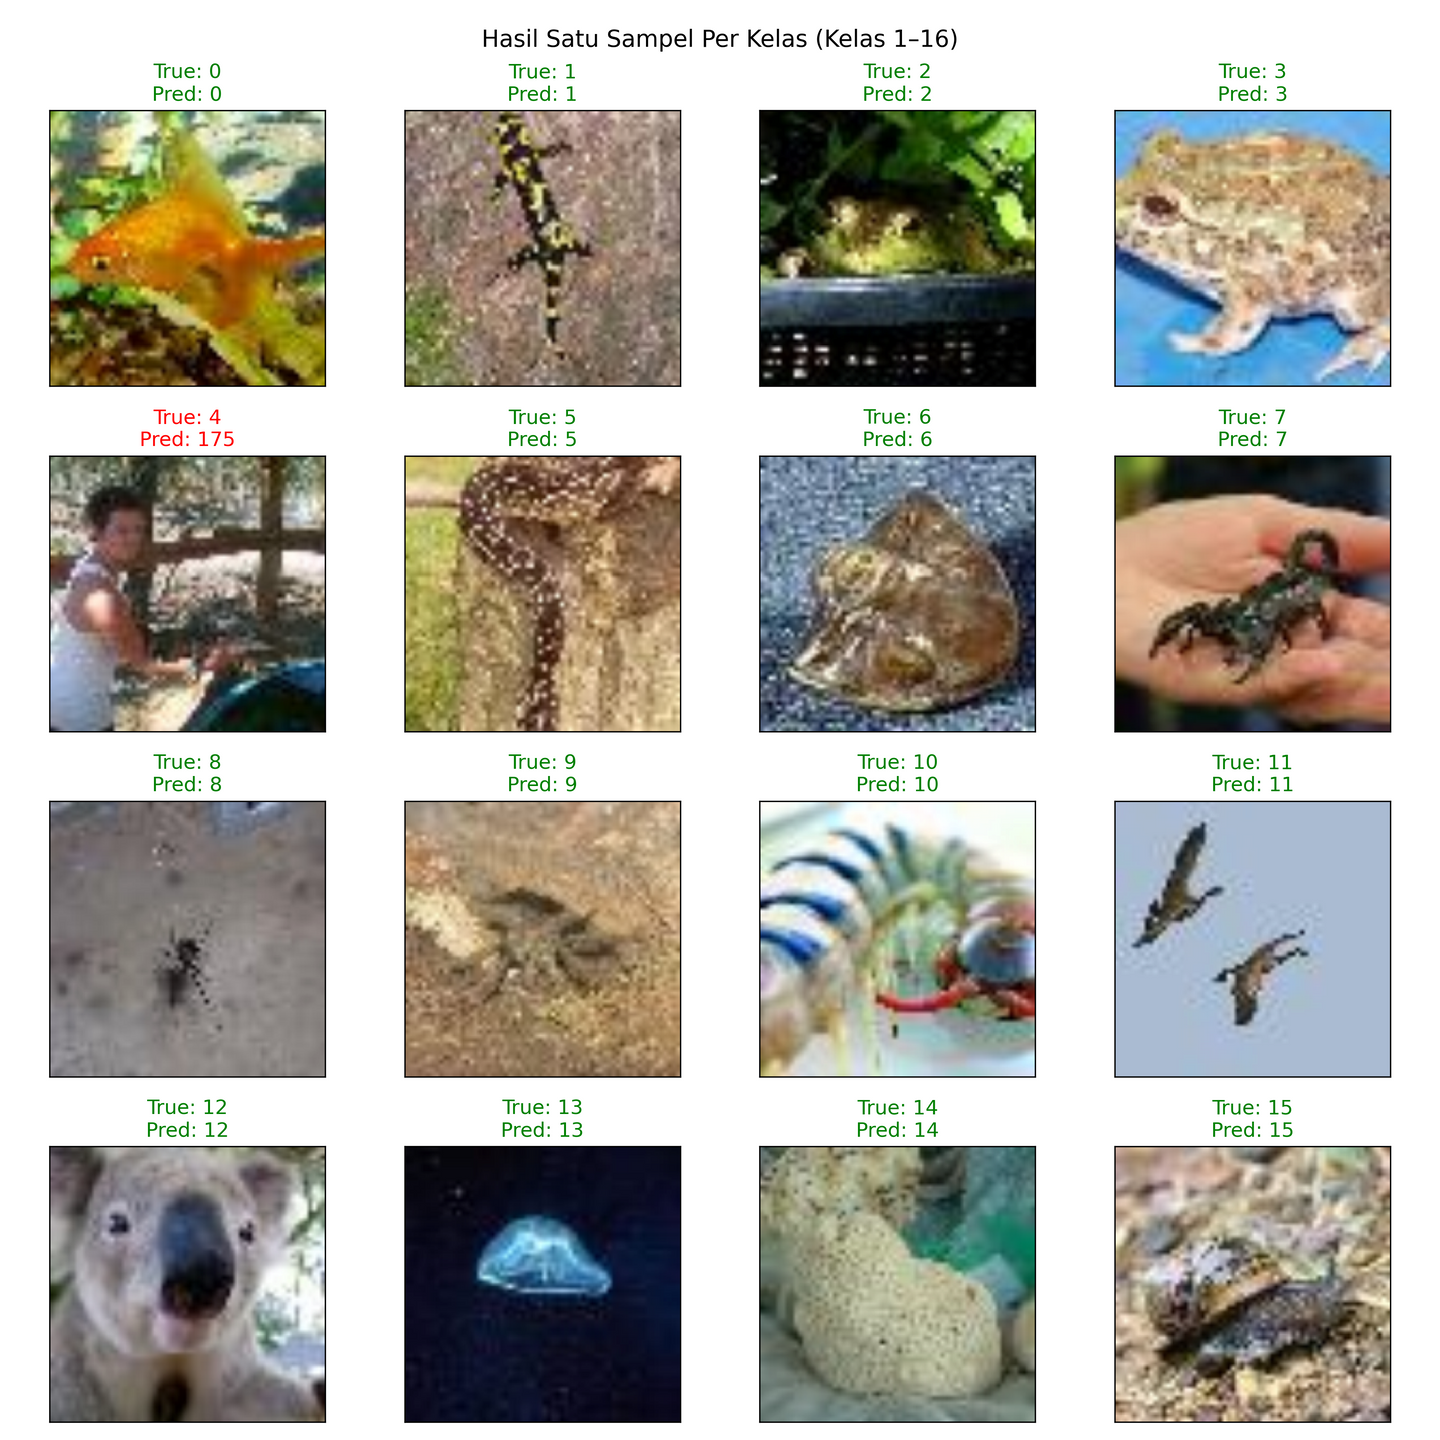 Hasil Satu Sampel Per Kelas (Kelas 1–16)
True: 0
Pred: 0
True: 1
Pred: 1
True: 2
Pred: 2
True: 3
Pred: 3
True: 4
Pred: 175
True: 5
Pred: 5
True: 6
Pred: 6
True: 7
Pred: 7
True: 8
Pred: 8
True: 9
Pred: 9
True: 10
Pred: 10
True: 11
Pred: 11
True: 12
Pred: 12
True: 13
Pred: 13
True: 14
Pred: 14
True: 15
Pred: 15